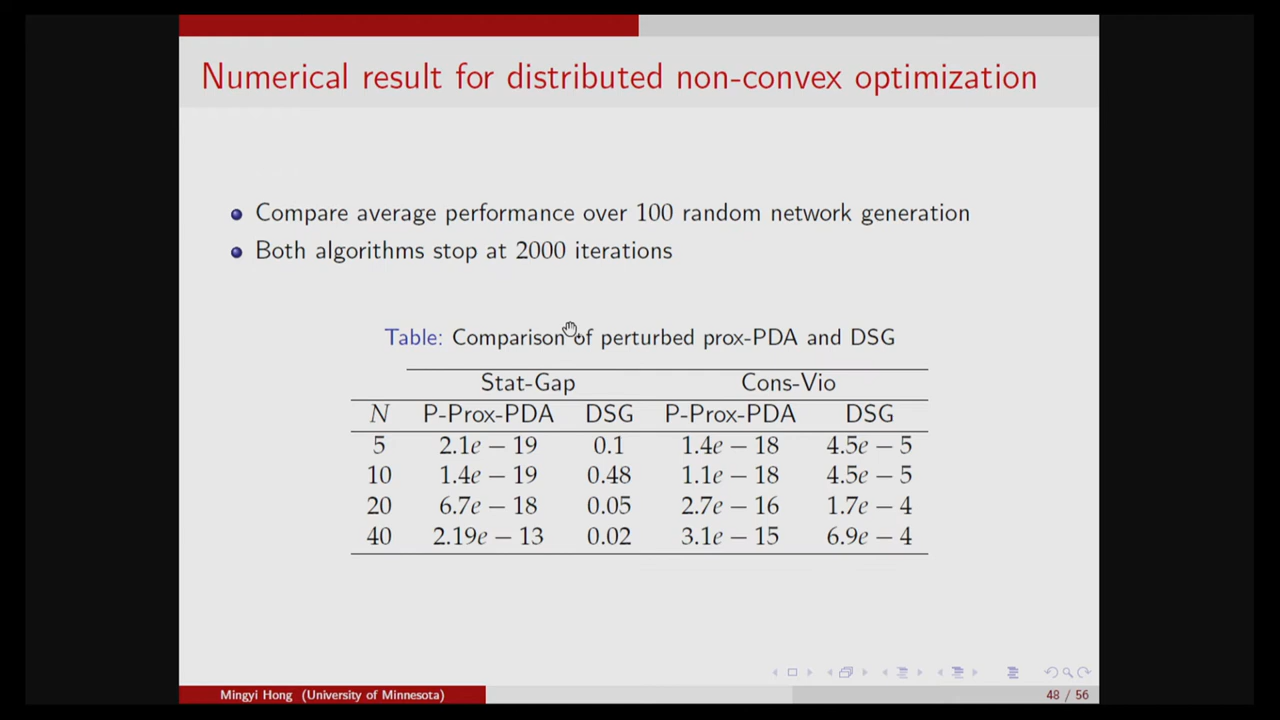 Numerical result for distributed non-convex optimization
Compare average performance over 100 random network generation
Both algorithms stop at 2000 iterations
Table: Comparison of perturbed prox-PDA and DSG
Stat-Gap Cons-Vio
N P-Prox-PDA DSG P-Prox-PDA DSG
5 2.1e − 19 0.1 1.4e − 18 4.5e − 5
10 1.4e − 19 0.48 1.1e − 18 4.5e − 5
20 6.7e − 18 0.05 2.7e − 16 1.7e − 4
40 2.19e − 13 0.02 3.1e − 15 6.9e − 4
Mingyi Hong (University of Minnesota) 48 / 56